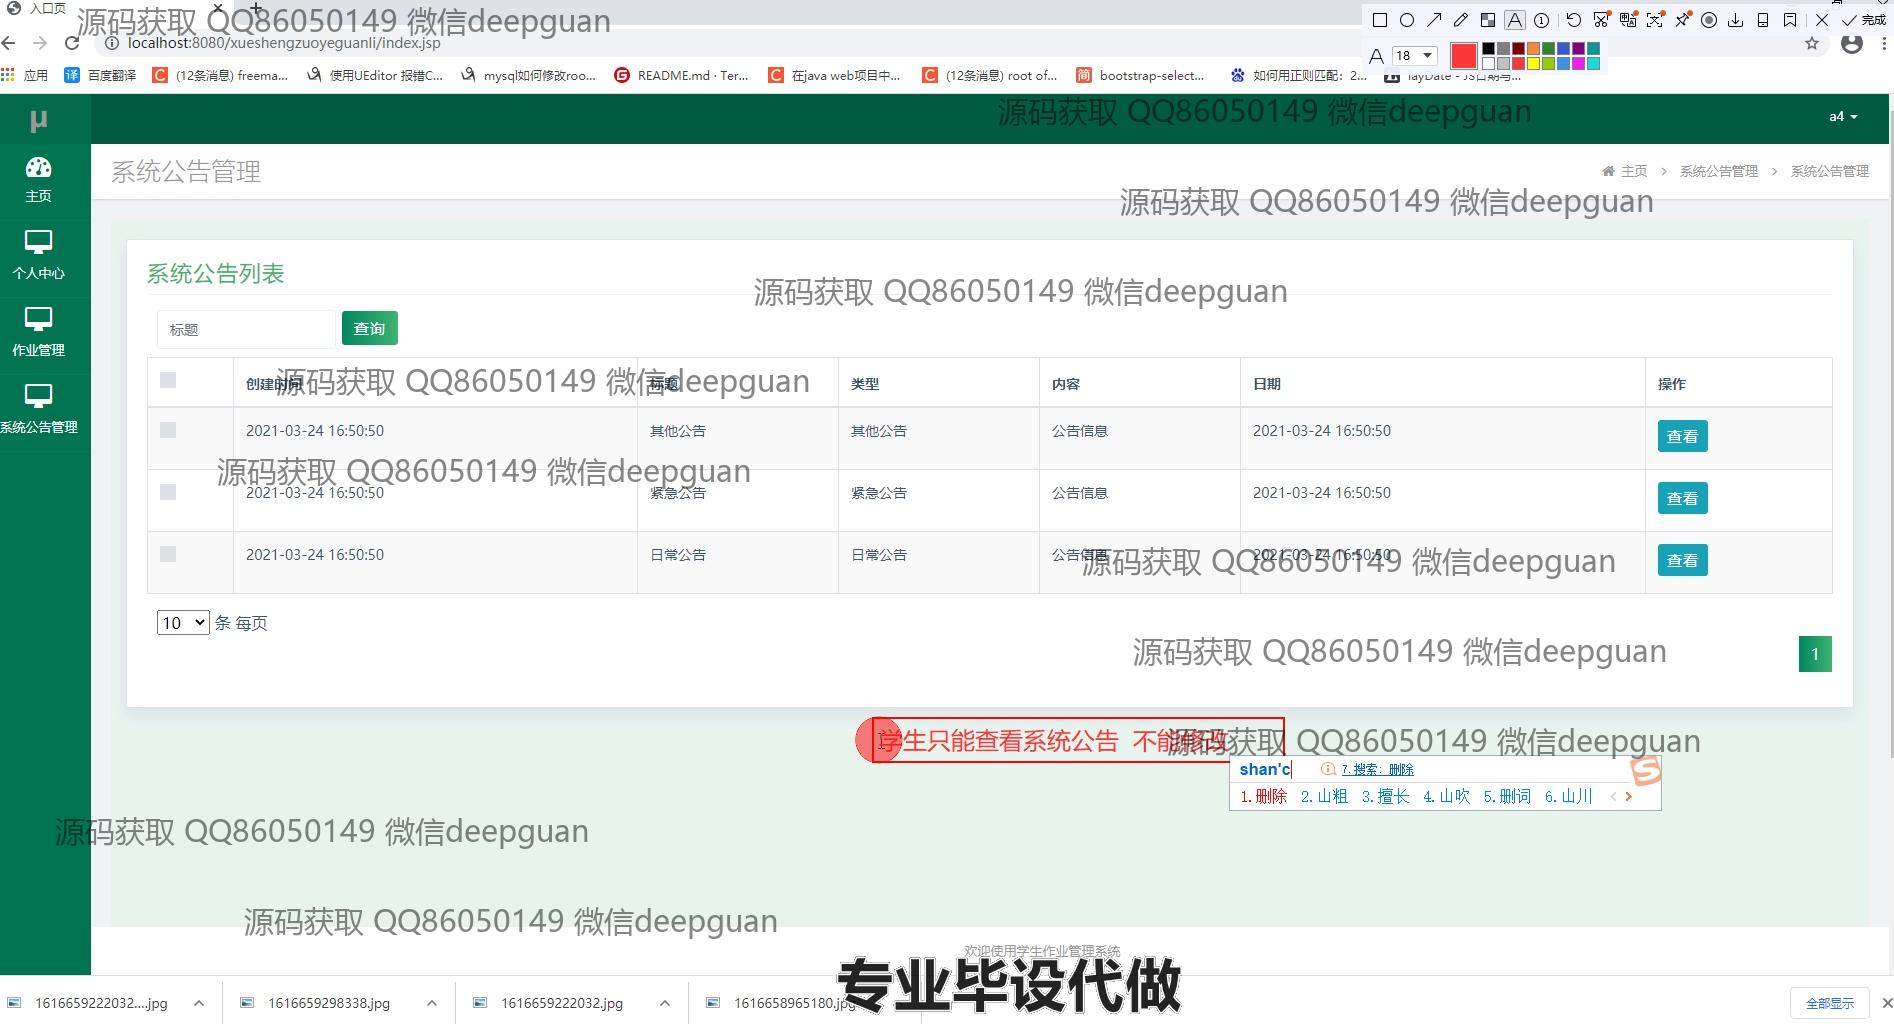 入口页
源码获取 QQ86050149 微信deepguan
完成
localhost:8080/xueshengzuoyeguanli/index.jsp
18
应用 百度翻译 (12条消息) freema... 使用UEditor 报错C... mysql如何修改roo... README.md · Ter... 在java web项目中... (12条消息) root of... bootstrap-select... 如何用正则匹配：2... layDate - JS日期与...
μ
源码获取 QQ86050149 微信deepguan
a4
主页
个人中心
作业管理
系统公告管理
系统公告管理
主页 > 系统公告管理 > 系统公告管理
源码获取 QQ86050149 微信deepguan
系统公告列表
源码获取 QQ86050149 微信deepguan
标题 查询
创建时间 标题 类型 内容 日期 操作
源码获取 QQ86050149 微信deepguan
2021-03-24 16:50:50 其他公告 其他公告 公告信息 2021-03-24 16:50:50 查看
源码获取 QQ86050149 微信deepguan
2021-03-24 16:50:50 紧急公告 紧急公告 公告信息 2021-03-24 16:50:50 查看
2021-03-24 16:50:50 日常公告 日常公告 公告信息 2021-03-24 16:50:50 查看
源码获取 QQ86050149 微信deepguan
10 条 每页
源码获取 QQ86050149 微信deepguan
1
学生只能查看系统公告 不能修改
源码获取 QQ86050149 微信deepguan
shan'c 7.搜索：删除
1.删除 2.山粗 3.擅长 4.山吹 5.删词 6.山川
源码获取 QQ86050149 微信deepguan
源码获取 QQ86050149 微信deepguan
欢迎使用学生作业管理系统
专业毕设代做
1616659222032....jpg 1616659298338.jpg 1616659222032.jpg 1616658965180.jpg 全部显示